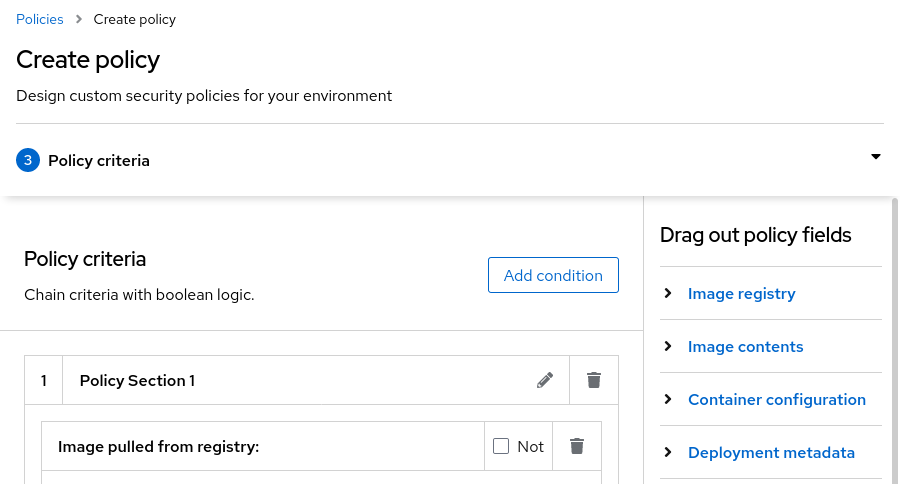 Policies > Create policy
Create policy
Design custom security policies for your environment
3 Policy criteria
Policy criteria
Chain criteria with boolean logic.
Add condition
1 Policy Section 1
Image pulled from registry: Not
Drag out policy fields
Image registry
Image contents
Container configuration
Deployment metadata